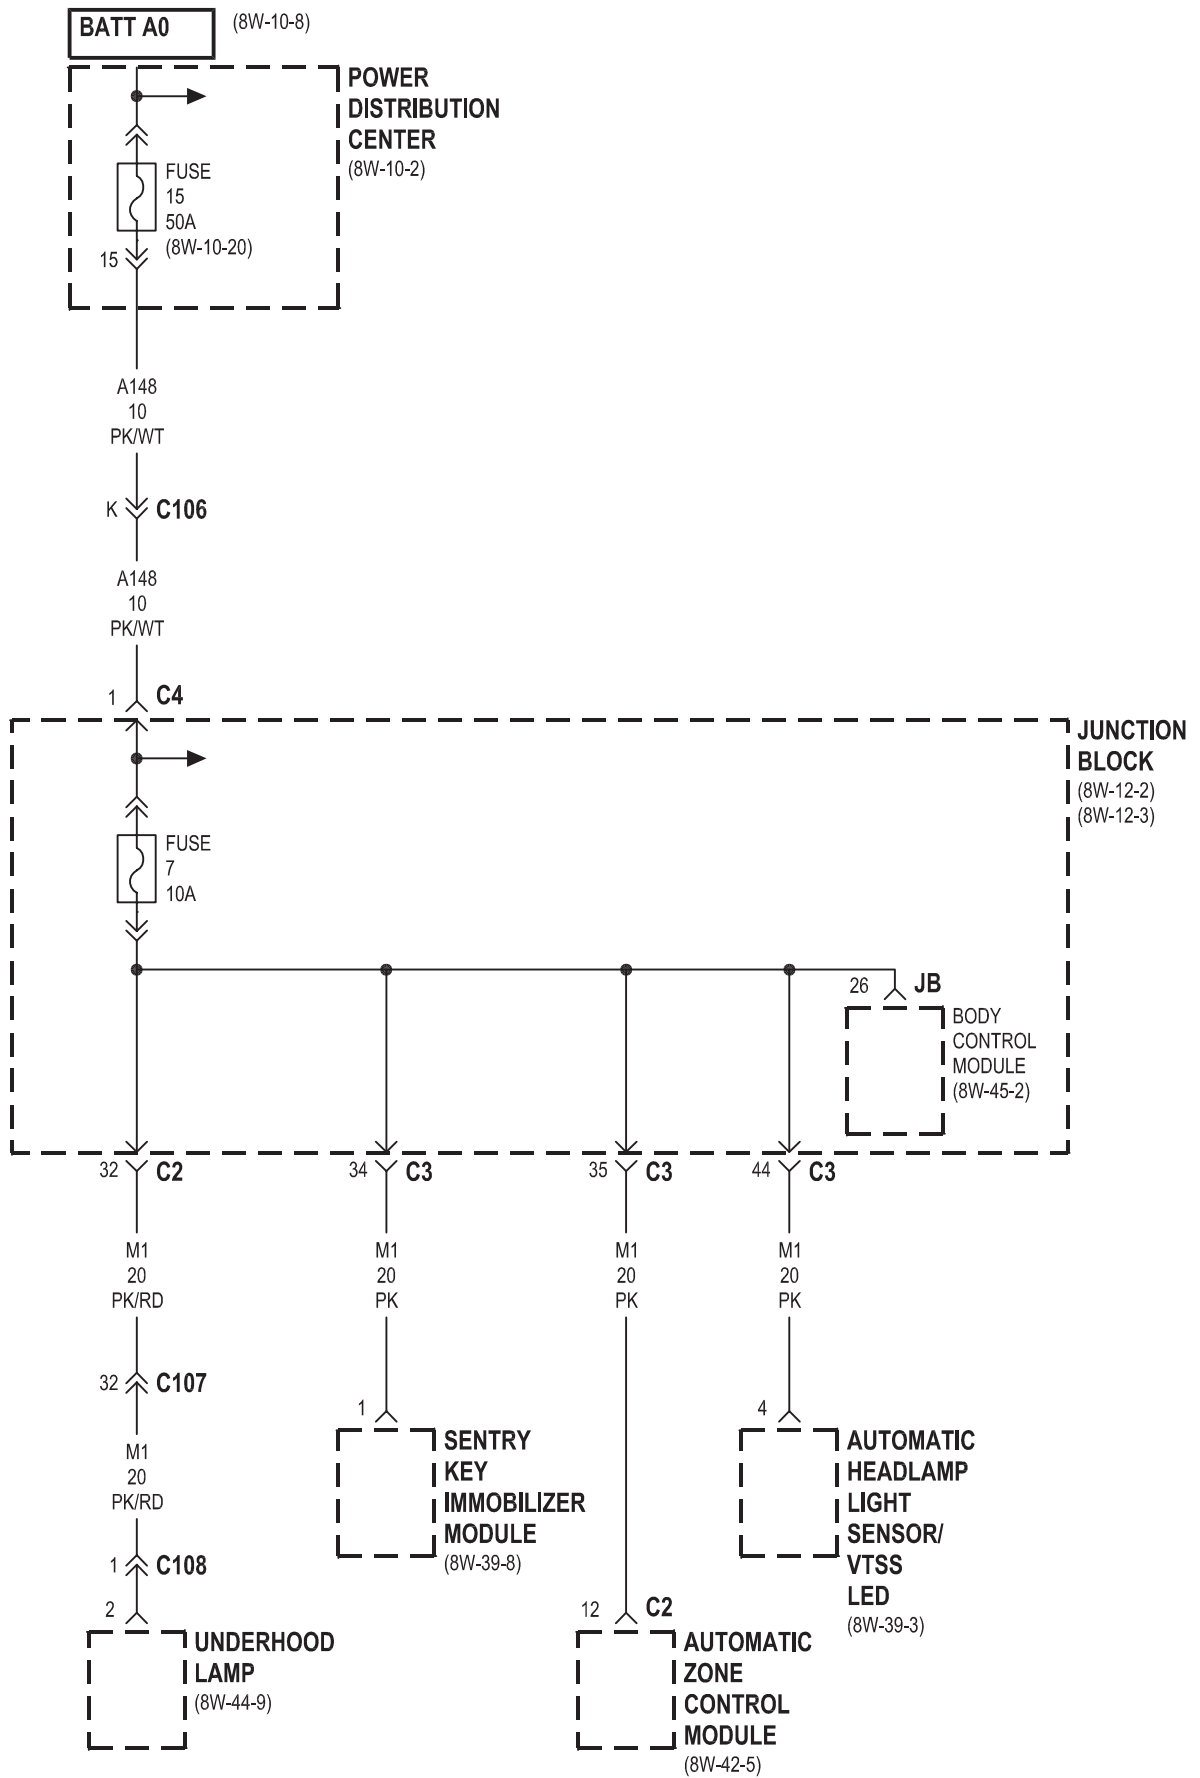 BATT A0
(8W-10-8)
POWER
DISTRIBUTION
CENTER
(8W-10-2)
FUSE
15
50A
(8W-10-20)
15
A148
10
PK/WT
K
C106
A148
10
PK/WT
1
C4
JUNCTION
BLOCK
(8W-12-2)
(8W-12-3)
FUSE
7
10A
26
JB
BODY
CONTROL
MODULE
(8W-45-2)
32
C2
34
C3
35
C3
44
C3
M1
20
PK/RD
M1
20
PK
M1
20
PK
M1
20
PK
32
C107
M1
20
PK/RD
1
C108
2
UNDERHOOD
LAMP
(8W-44-9)
1
SENTRY
KEY
IMMOBILIZER
MODULE
(8W-39-8)
12
C2
AUTOMATIC
ZONE
CONTROL
MODULE
(8W-42-5)
4
AUTOMATIC
HEADLAMP
LIGHT
SENSOR/
VTSS
LED
(8W-39-3)